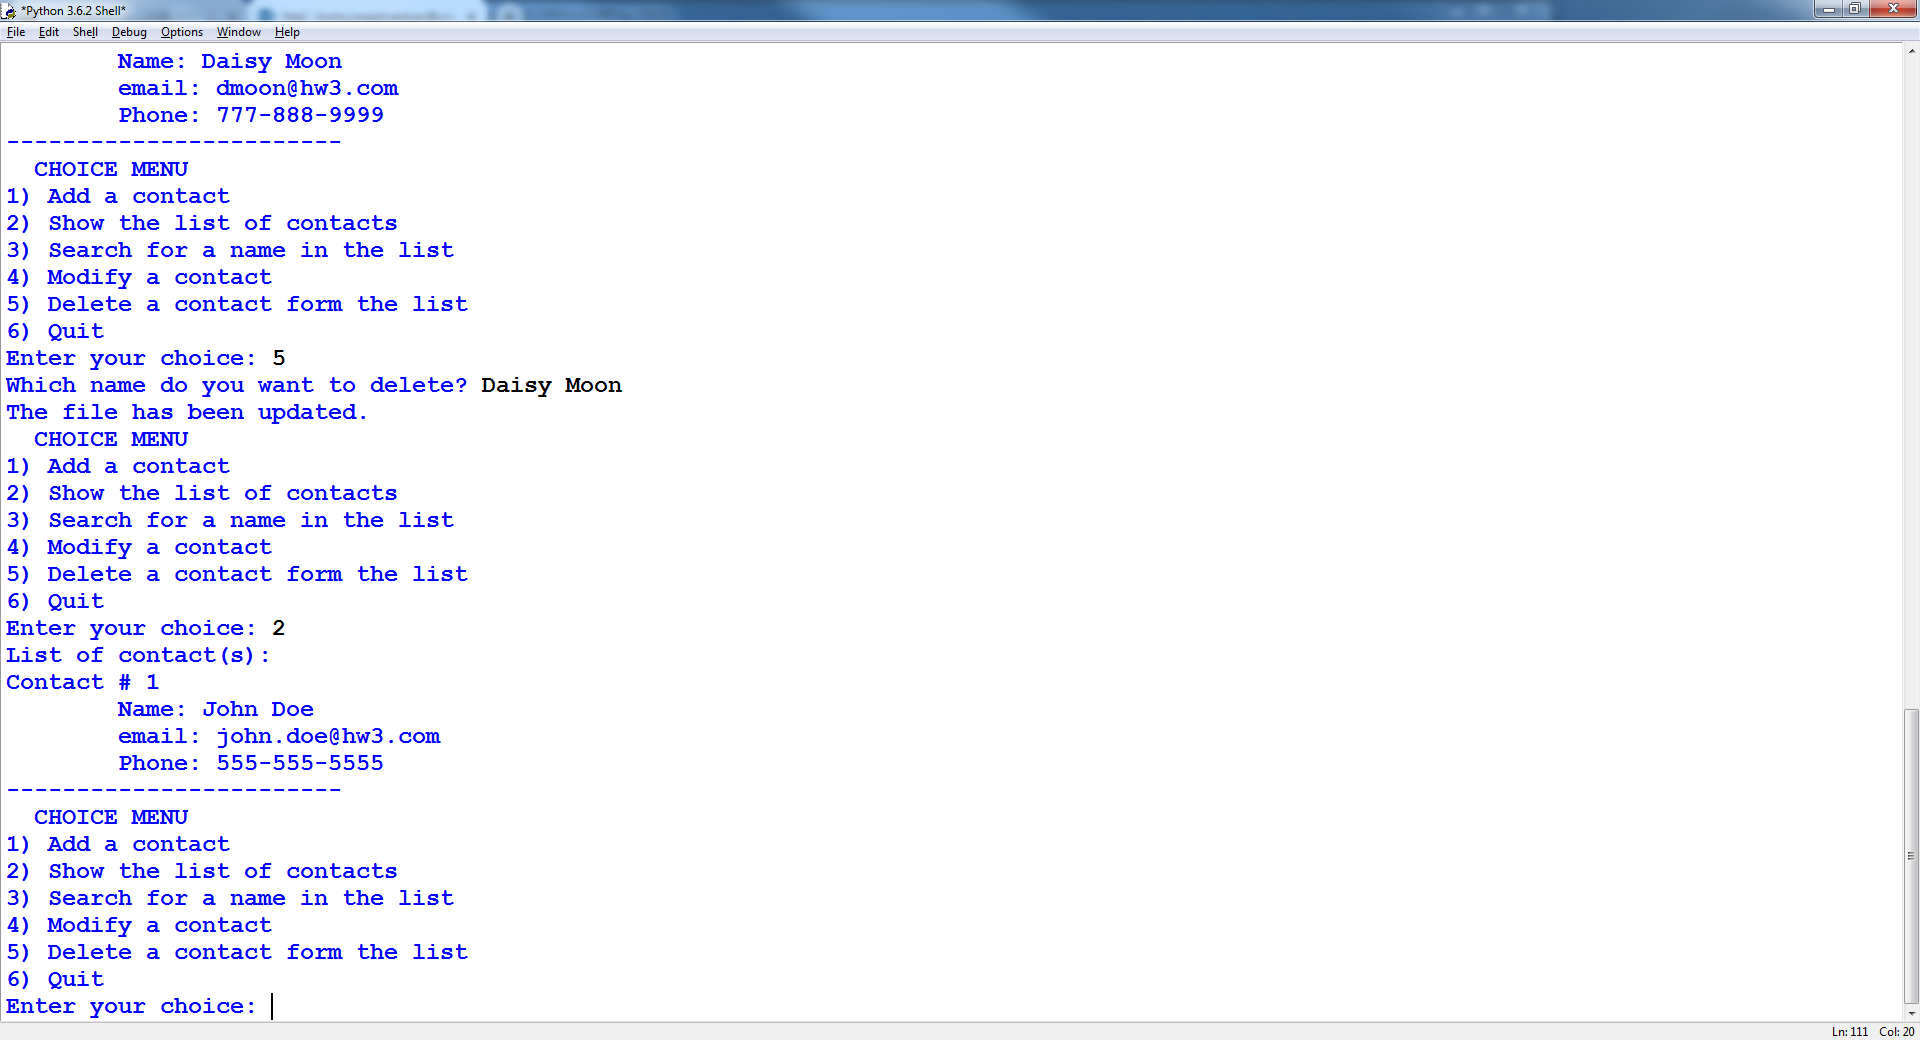 *Python 3.6.2 Shell*
File Edit Shell Debug Options Window Help
Name: Daisy Moon
email: dmoon@hw3.com
Phone: 777-888-9999
------------------------
CHOICE MENU
1) Add a contact
2) Show the list of contacts
3) Search for a name in the list
4) Modify a contact
5) Delete a contact form the list
6) Quit
Enter your choice: 5
Which name do you want to delete? Daisy Moon
The file has been updated.
CHOICE MENU
1) Add a contact
2) Show the list of contacts
3) Search for a name in the list
4) Modify a contact
5) Delete a contact form the list
6) Quit
Enter your choice: 2
List of contact(s):
Contact # 1
Name: John Doe
email: john.doe@hw3.com
Phone: 555-555-5555
------------------------
CHOICE MENU
1) Add a contact
2) Show the list of contacts
3) Search for a name in the list
4) Modify a contact
5) Delete a contact form the list
6) Quit
Enter your choice:
Ln: 111 Col: 20